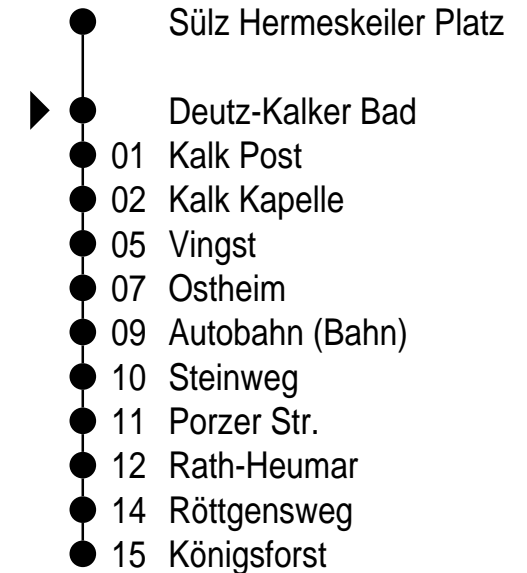 Sülz Hermeskeiler Platz
Deutz-Kalker Bad
01 Kalk Post
02 Kalk Kapelle
05 Vingst
07 Ostheim
09 Autobahn (Bahn)
10 Steinweg
11 Porzer Str.
12 Rath-Heumar
14 Röttgensweg
15 Königsforst